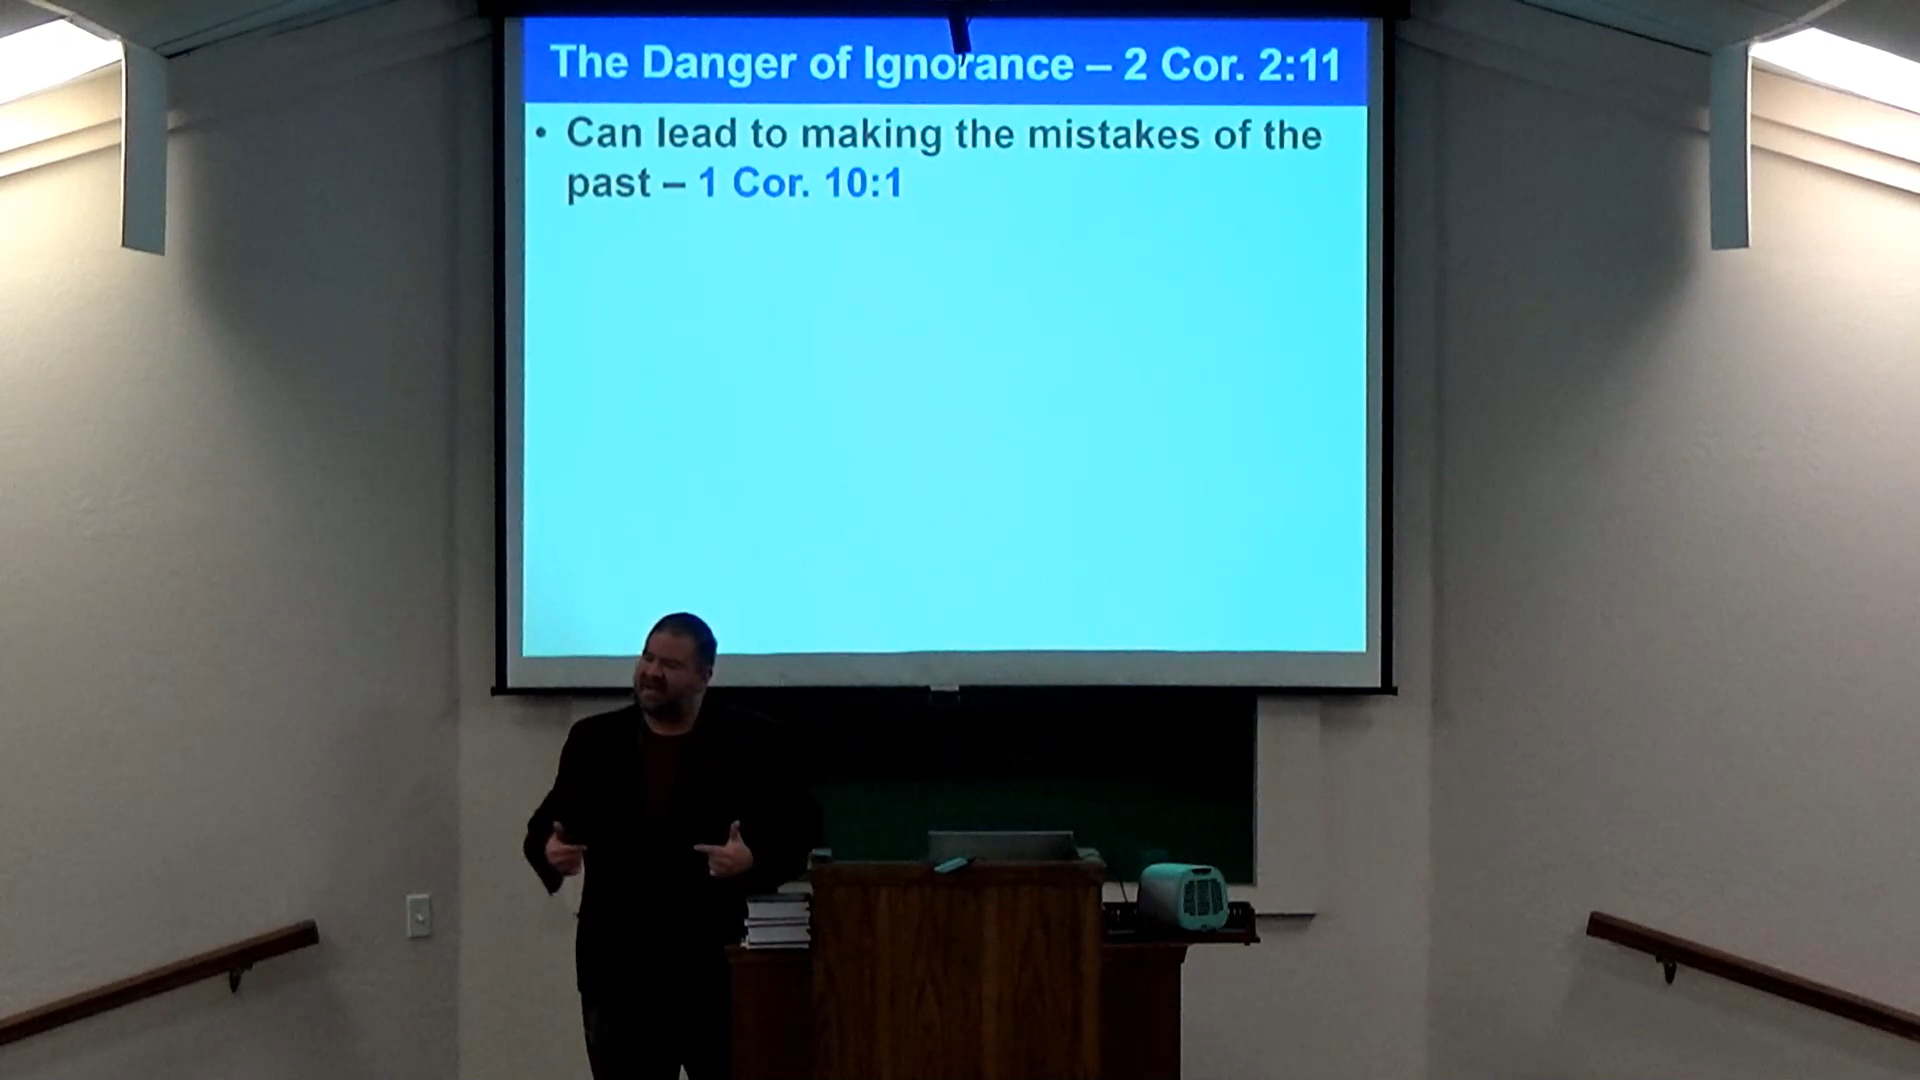 The Danger of Ignorance – 2 Cor. 2:11
• Can lead to making the mistakes of the
past – 1 Cor. 10:1